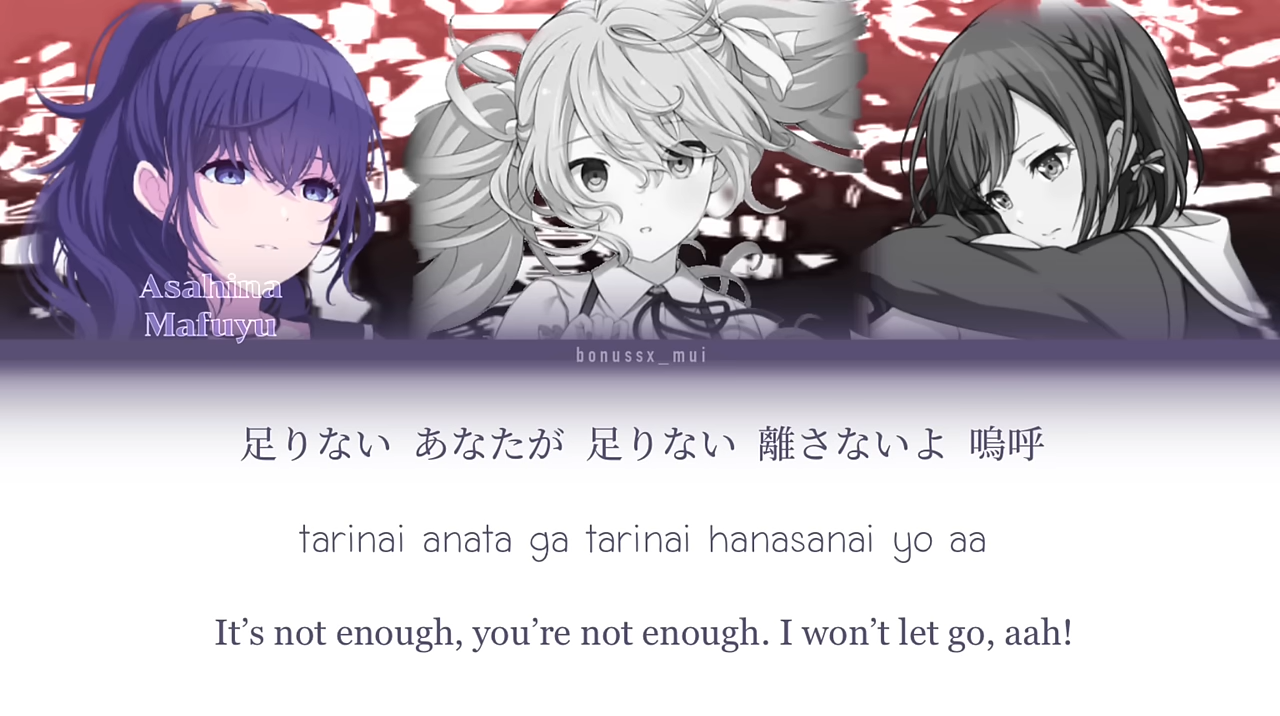 Asahina
Mafuyu
bonussx_mui
足りない あなたが 足りない 離さないよ 嗚呼
tarinai anata ga tarinai hanasanai yo aa
It’s not enough, you’re not enough. I won’t let go, aah!